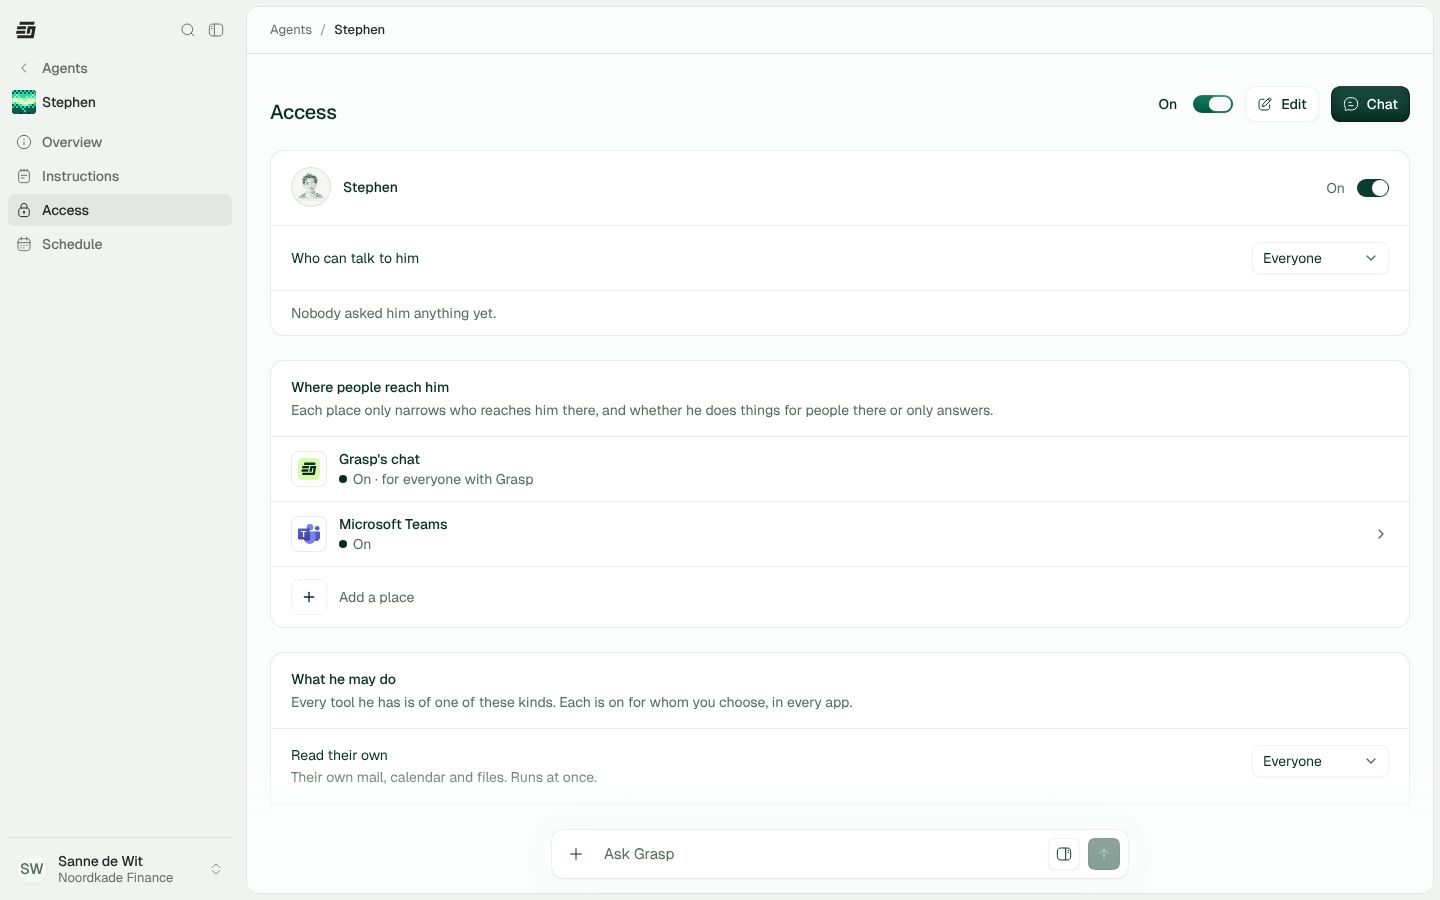 Agents / Stephen
Agents
Stephen
Overview
Instructions
Access
Schedule
Access
On
Edit
Chat
Stephen
On
Who can talk to him
Everyone
Nobody asked him anything yet.
Where people reach him
Each place only narrows who reaches him there, and whether he does things for people there or only answers.
Grasp's chat
On · for everyone with Grasp
Microsoft Teams
On
Add a place
What he may do
Every tool he has is of one of these kinds. Each is on for whom you choose, in every app.
Read their own
Everyone
Their own mail, calendar and files. Runs at once.
Ask Grasp
SW
Sanne de Wit
Noordkade Finance